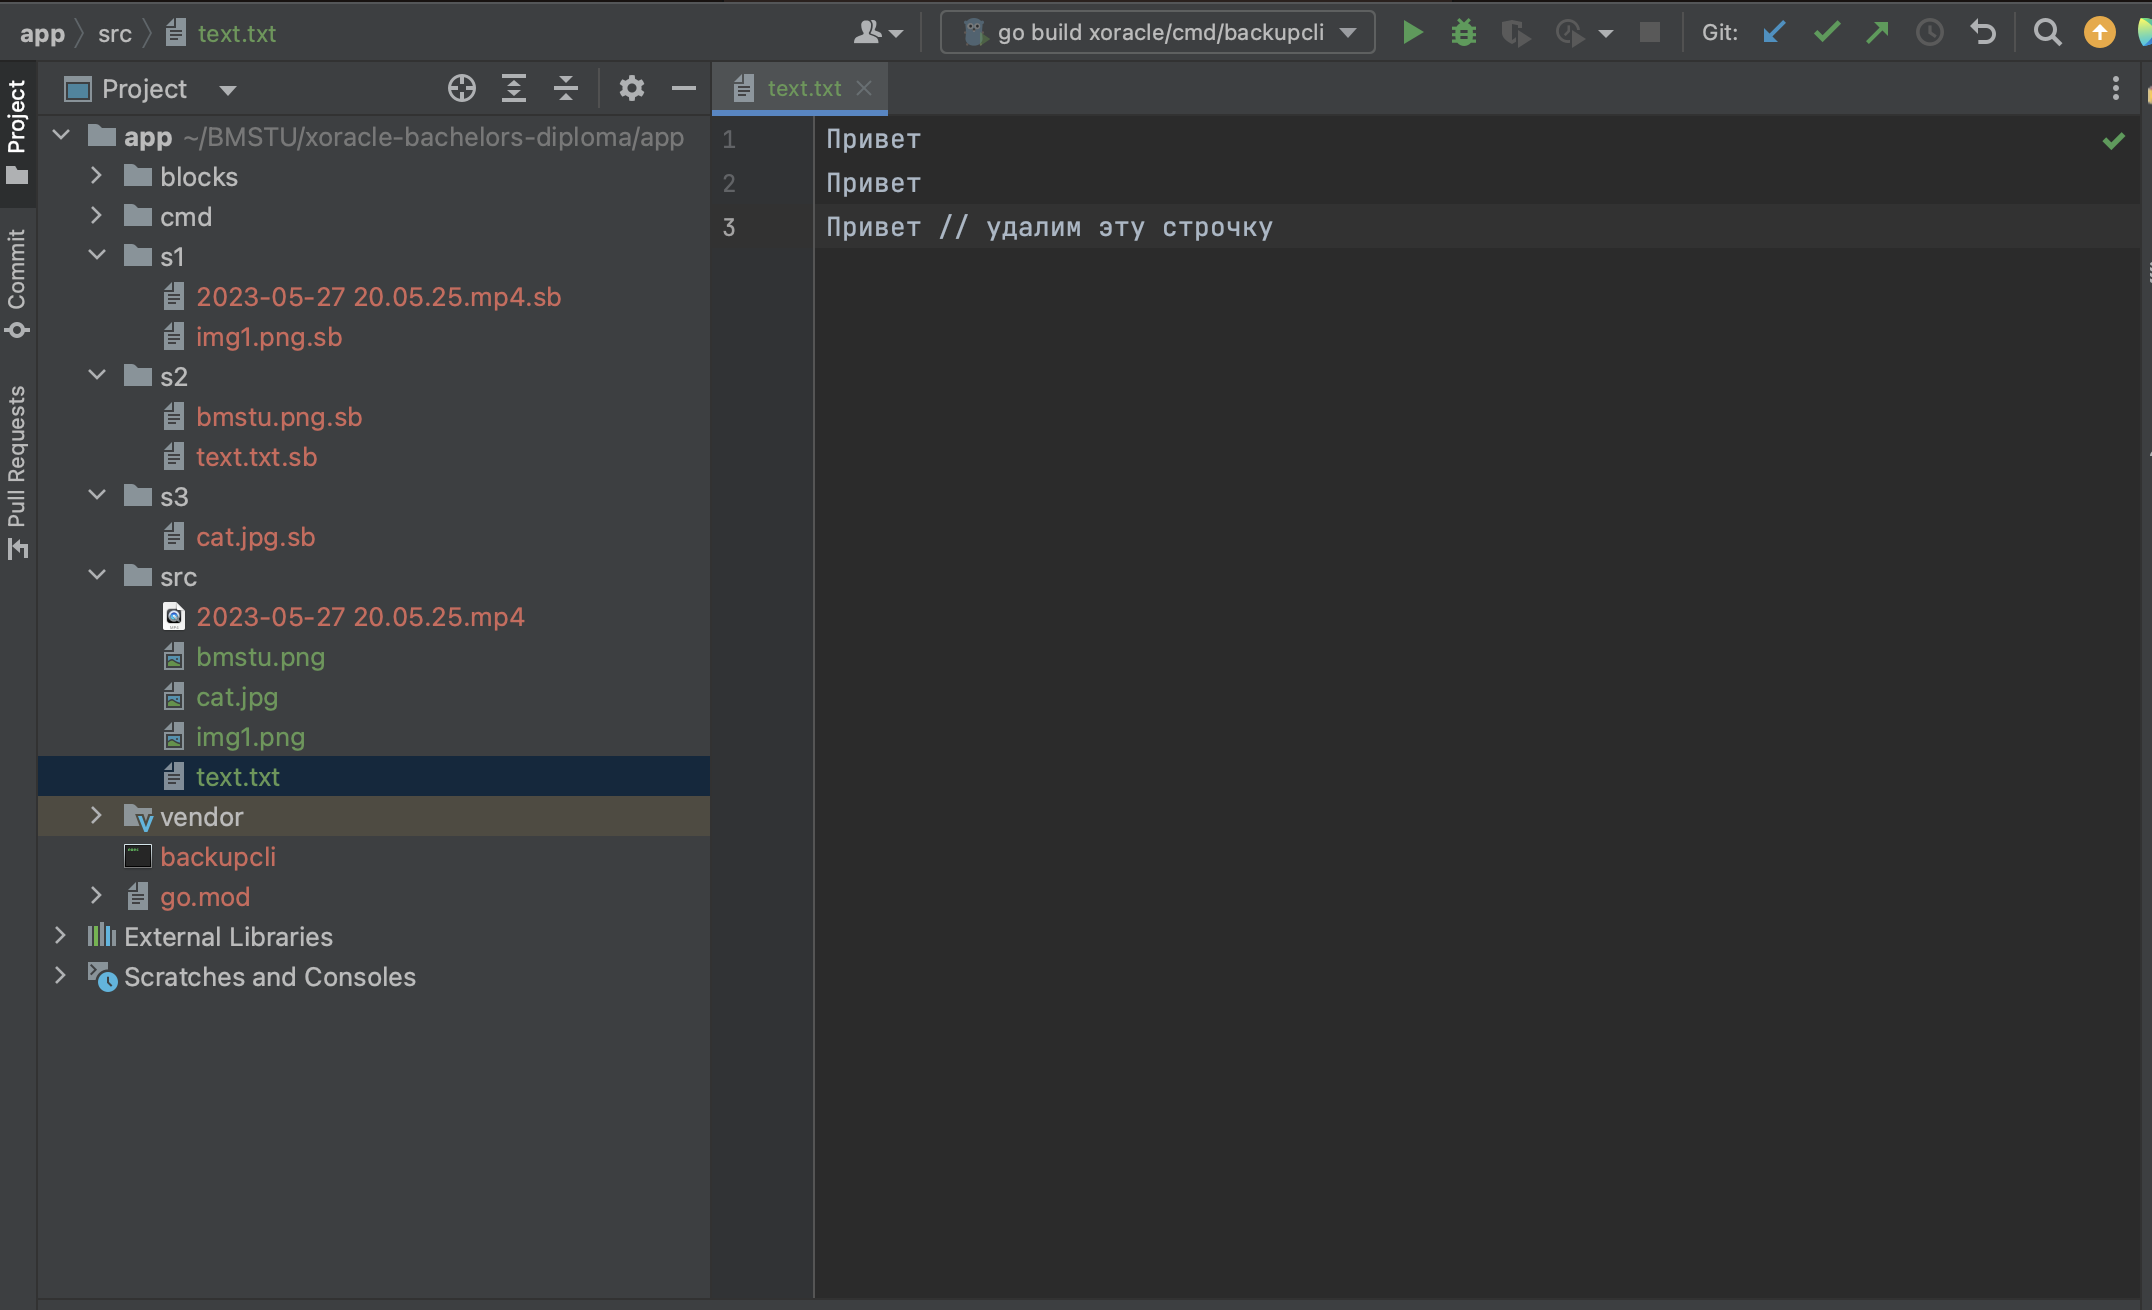 app src text.txt
go build xoracle/cmd/backupcli
Git:
Project
Commit
Pull Requests
Project
app ~/BMSTU/xoracle-bachelors-diploma/app
blocks
cmd
s1
2023-05-27 20.05.25.mp4.sb
img1.png.sb
s2
bmstu.png.sb
text.txt.sb
s3
cat.jpg.sb
src
2023-05-27 20.05.25.mp4
bmstu.png
cat.jpg
img1.png
text.txt
vendor
backupcli
go.mod
External Libraries
Scratches and Consoles
text.txt
1 Привет
2 Привет
3 Привет // удалим эту строчку